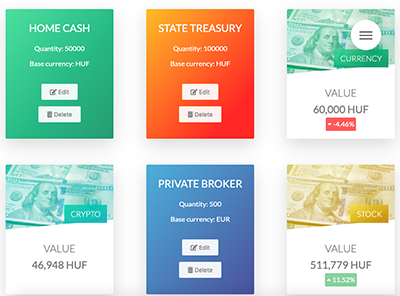 HOME CASH
Quantity: 50000
Base currency: HUF
Edit
Delete
STATE TREASURY
Quantity: 100000
Base currency: HUF
Edit
Delete
CURRENCY
VALUE
60,000 HUF
-4.46%
CRYPTO
VALUE
46,948 HUF
PRIVATE BROKER
Quantity: 500
Base currency: EUR
Edit
Delete
STOCK
VALUE
511,779 HUF
11.52%